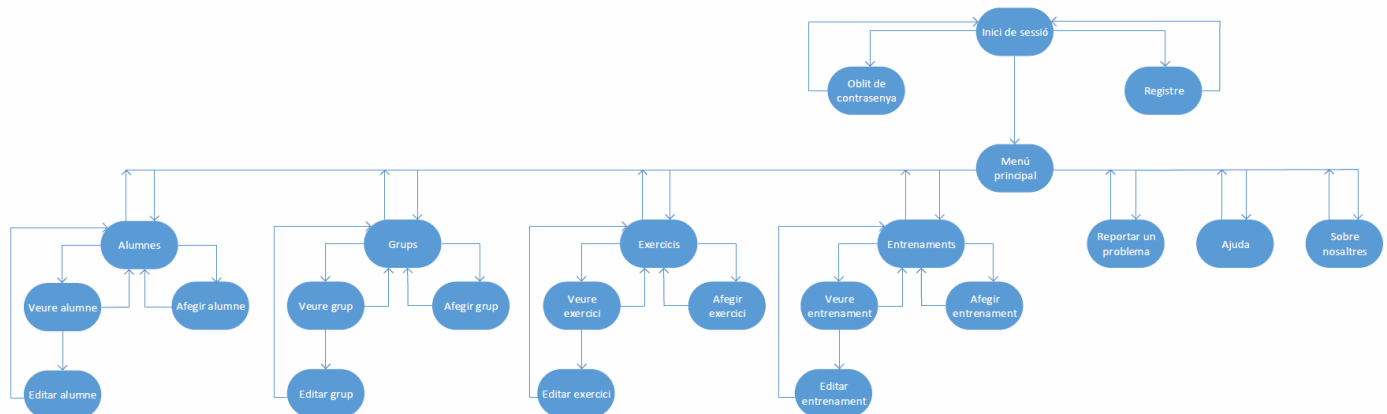 Inici de sessió
Oblit de
contrasenya
Registre
Menú
principal
Alumnes
Grups
Exercicis
Entrenaments
Reportar un
problema
Ajuda
Sobre
nosaltres
Veure alumne
Afegir alumne
Veure grup
Afegir grup
Veure
exercici
Afegir
exercici
Veure
entrenament
Afegir
entrenament
Editar alumne
Editar grup
Editar exercici
Editar
entrenament